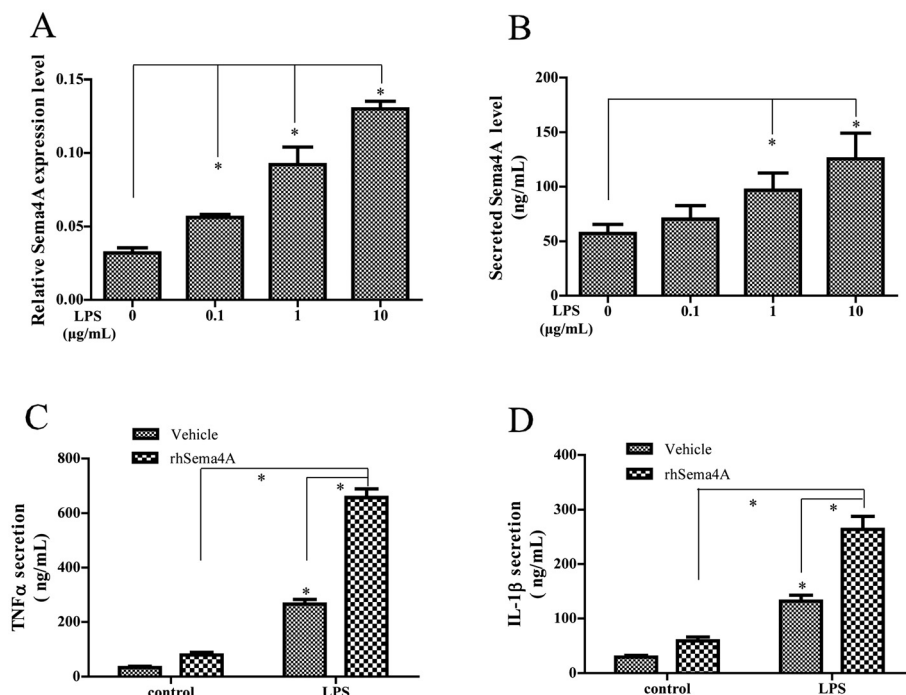 A
Relative Sema4A expression level
0.15
*
0.10
*
*
0.05
0.00
LPS 0 0.1 1 10
(μg/mL)
B
Secreted Sema4A level
(ng/mL)
200
150
*
*
100
50
0
LPS 0 0.1 1 10
(μg/mL)
C
Vehicle
rhSema4A
TNFα secretion
( ng/mL)
800
*
*
600
400
*
200
0
control LPS
D
Vehicle
rhSema4A
IL-1β secretion
( ng/mL)
400
300
* *
200
*
100
0
control LPS